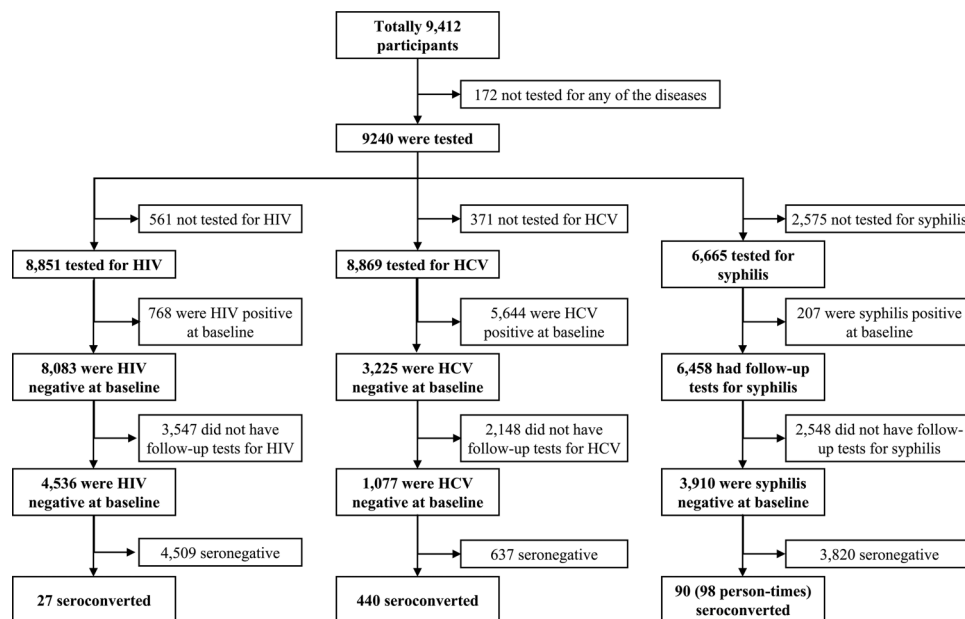 Totally 9,412
participants
172 not tested for any of the diseases
9240 were tested
561 not tested for HIV
371 not tested for HCV
2,575 not tested for syphilis
8,851 tested for HIV
8,869 tested for HCV
6,665 tested for
syphilis
768 were HIV positive
at baseline
5,644 were HCV
positive at baseline
207 were syphilis positive
at baseline
8,083 were HIV
negative at baseline
3,225 were HCV
negative at baseline
6,458 had follow-up
tests for syphilis
3,547 did not have
follow-up tests for HIV
2,148 did not have
follow-up tests for HCV
2,548 did not have follow-
up tests for syphilis
4,536 were HIV
negative at baseline
1,077 were HCV
negative at baseline
3,910 were syphilis
negative at baseline
4,509 seronegative
637 seronegative
3,820 seronegative
27 seroconverted
440 seroconverted
90 (98 person-times)
seroconverted